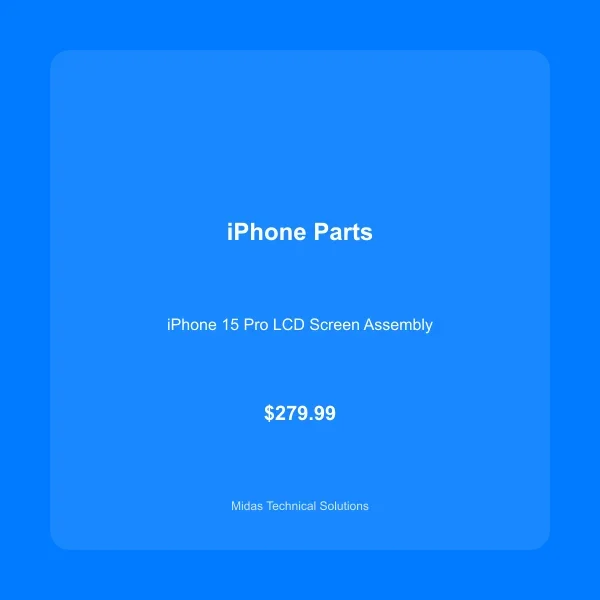 iPhone Parts
iPhone 15 Pro LCD Screen Assembly
$279.99
Midas Technical Solutions